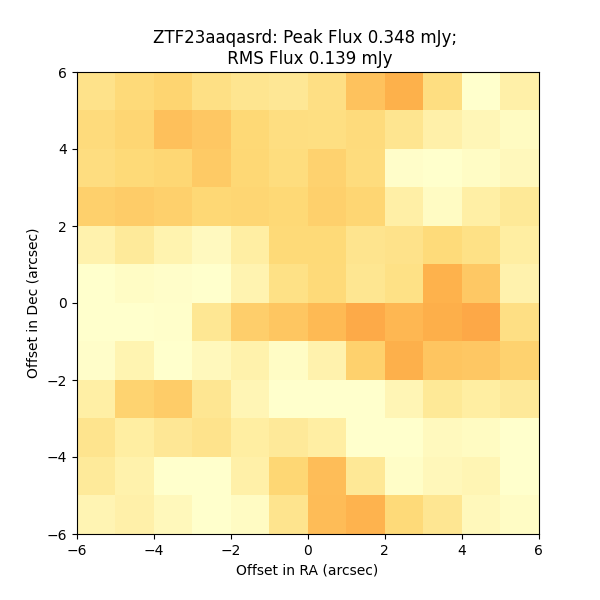 ZTF23aaqasrd: Peak Flux 0.348 mJy;
RMS Flux 0.139 mJy
6
4
2
0
−2
−4
−6
Offset in Dec (arcsec)
−6 −4 −2 0 2 4 6
Offset in RA (arcsec)